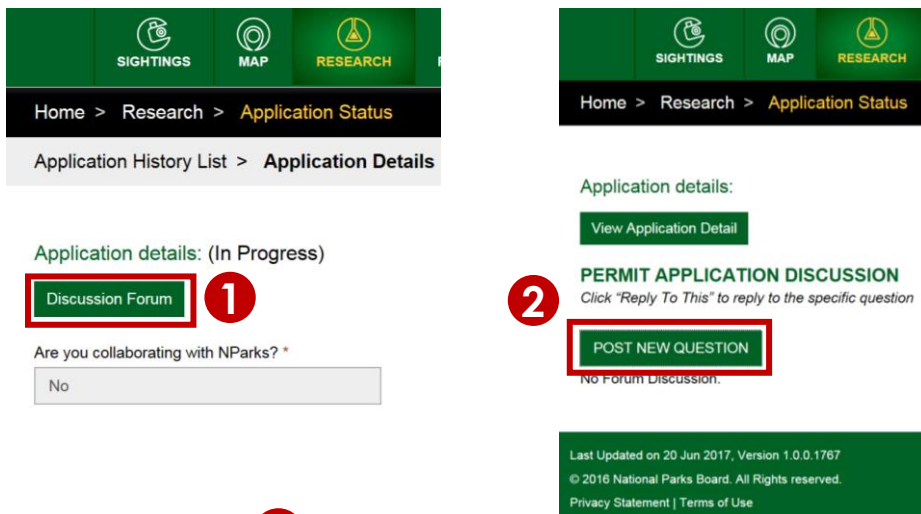 SIGHTINGS MAP RESEARCH
Home > Research > Application Status
Application History List > Application Details
Application details: (In Progress)
Discussion Forum
1
Are you collaborating with NParks? *
No
SIGHTINGS MAP RESEARCH
Home > Research > Application Status
Application details:
View Application Detail
PERMIT APPLICATION DISCUSSION
Click “Reply To This” to reply to the specific question
2
POST NEW QUESTION
No Forum Discussion.
Last Updated on 20 Jun 2017, Version 1.0.0.1767
© 2016 National Parks Board. All Rights reserved.
Privacy Statement | Terms of Use